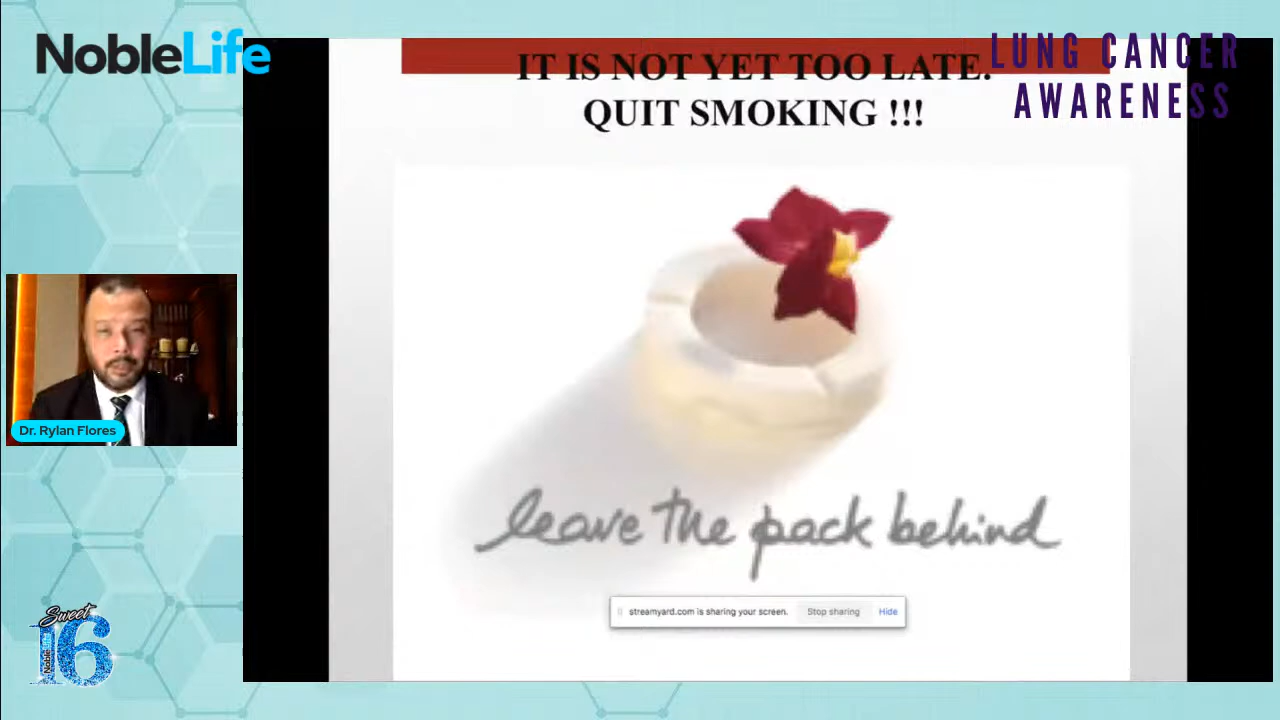 NobleLife
LUNG CANCER
AWARENESS
IT IS NOT YET TOO LATE.
QUIT SMOKING !!!
Dr. Rylan Flores
leave the pack behind
streamyard.com is sharing your screen. Stop sharing Hide
Sweet
16